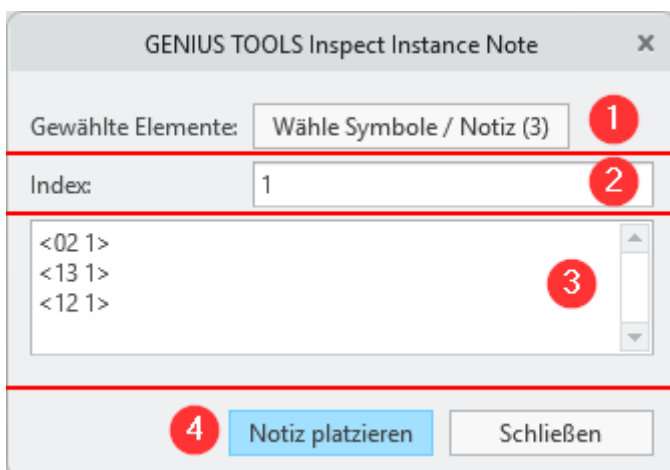 GENIUS TOOLS Inspect Instance Note x
Gewählte Elemente: Wähle Symbole / Notiz (3) 1
Index: 1 2
<02 1>
<13 1>
<12 1>
3
4 Notiz platzieren Schließen